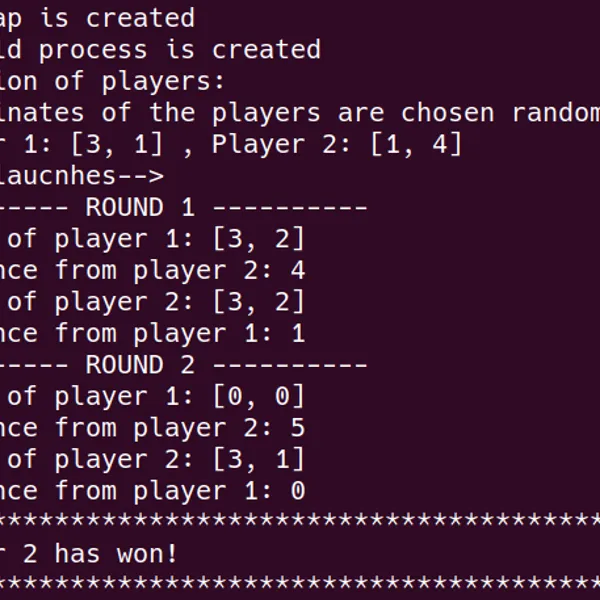 ap is created
ld process is created
ion of players:
inates of the players are chosen random
r 1: [3, 1] , Player 2: [1, 4]
laucnhes-->
----- ROUND 1 ----------
of player 1: [3, 2]
nce from player 2: 4
of player 2: [3, 2]
nce from player 1: 1
----- ROUND 2 ----------
of player 1: [0, 0]
nce from player 2: 5
of player 2: [3, 1]
nce from player 1: 0
***************************************
r 2 has won!
***************************************